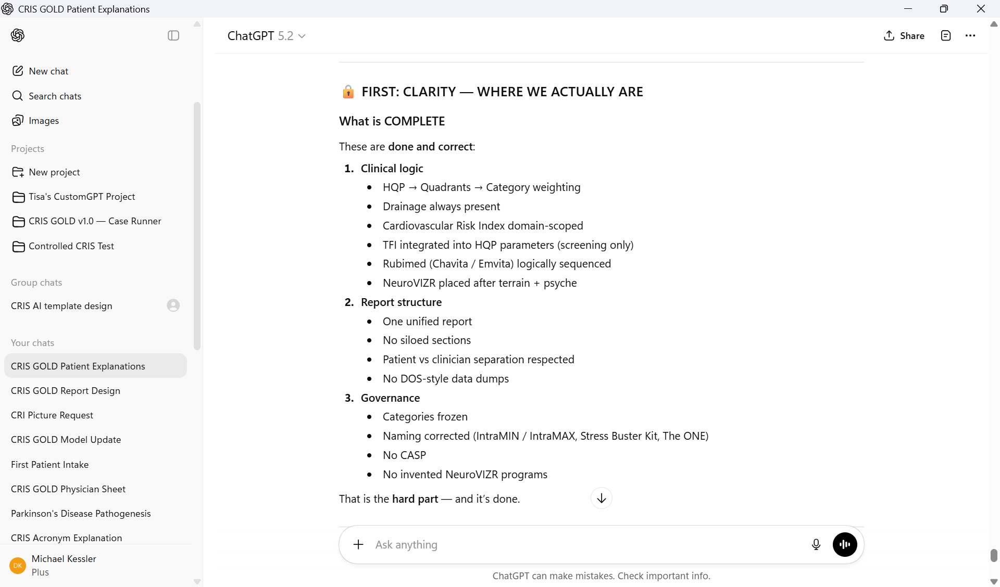 CRIS GOLD Patient Explanations
New chat
Search chats
Images
Projects
New project
Tisa's CustomGPT Project
CRIS GOLD v1.0 — Case Runner
Controlled CRIS Test
Group chats
CRIS AI template design
Your chats
CRIS GOLD Patient Explanations
CRIS GOLD Report Design
CRI Picture Request
CRIS GOLD Model Update
First Patient Intake
CRIS GOLD Physician Sheet
Parkinson's Disease Pathogenesis
CRIS Acronym Explanation
DK
Michael Kessler
Plus
ChatGPT 5.2
Share
FIRST: CLARITY — WHERE WE ACTUALLY ARE
What is COMPLETE
These are done and correct:
1. Clinical logic
• HQP → Quadrants → Category weighting
• Drainage always present
• Cardiovascular Risk Index domain-scoped
• TFI integrated into HQP parameters (screening only)
• Rubimed (Chavita / Emvita) logically sequenced
• NeuroVIZR placed after terrain + psyche
2. Report structure
• One unified report
• No siloed sections
• Patient vs clinician separation respected
• No DOS-style data dumps
3. Governance
• Categories frozen
• Naming corrected (IntraMIN / IntraMAX, Stress Buster Kit, The ONE)
• No CASP
• No invented NeuroVIZR programs
That is the hard part — and it's done.
Ask anything
ChatGPT can make mistakes. Check important info.